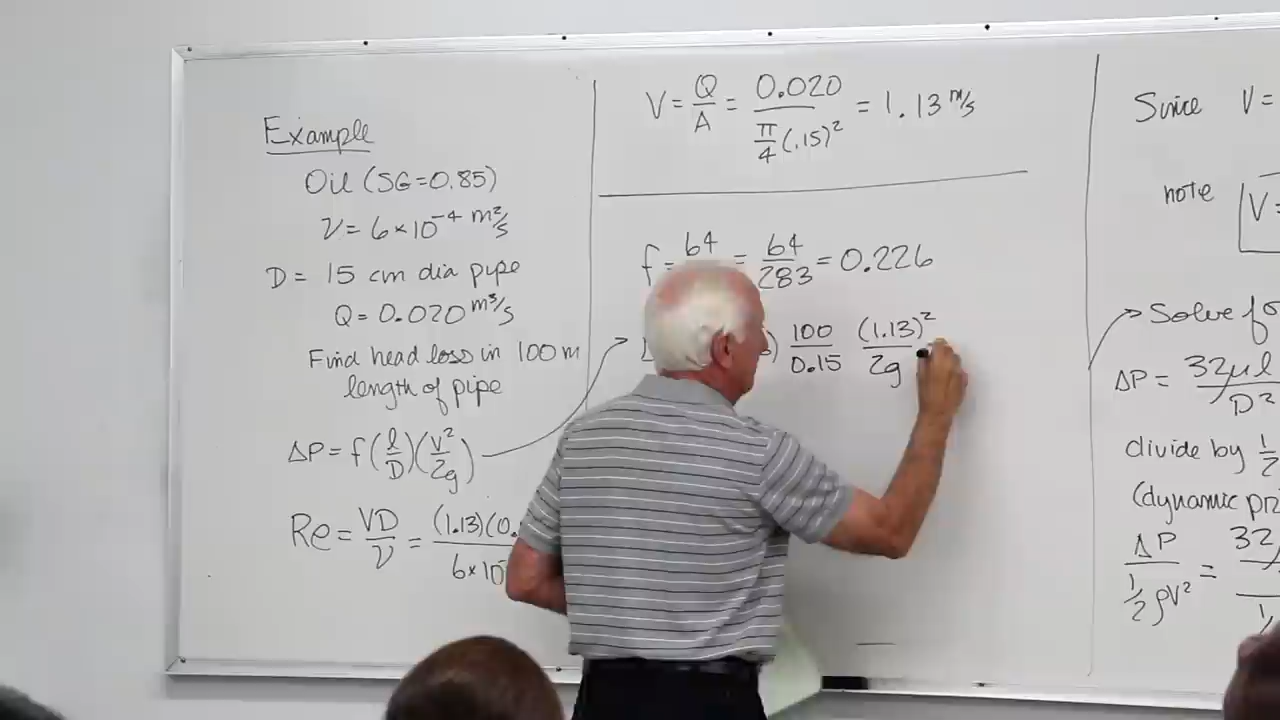 Example
Oil (SG=0.85)
ν = 6×10⁻⁴ m²/s
D = 15 cm dia pipe
Q = 0.020 m³/s
Find head loss in 100 m
length of pipe
ΔP = f(l/D)(V²/2g)
Re = VD/ν = (1.13)(0. / 6×10
V = Q/A = 0.020 / π/4 (.15)² = 1.13 m/s
f = 64 = 64/283 = 0.226
) 100/0.15 (1.13)²/2g
Since V =
note V =
Solve fo
ΔP = 32μl / D²
divide by 1/2
(dynamic
ΔP / ½ρV² = 32